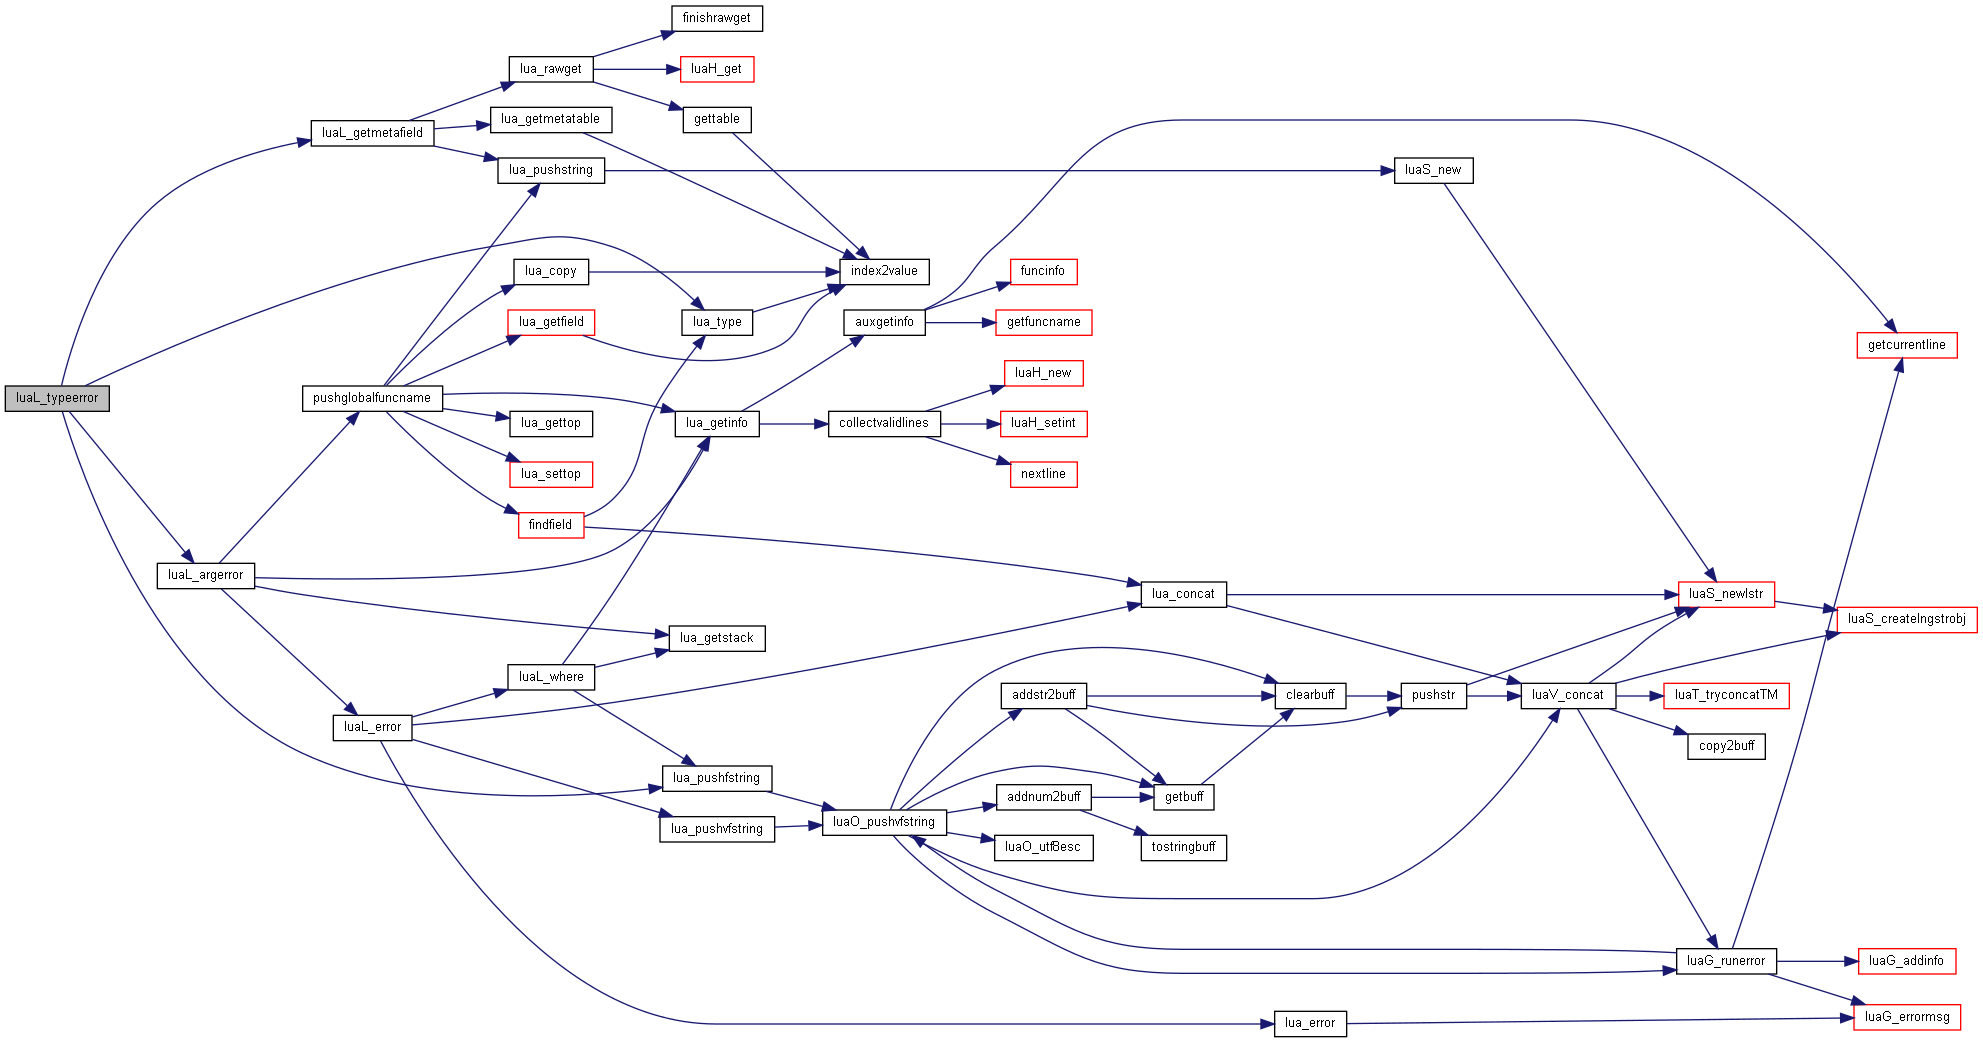 finishrawget
lua_rawget
luaH_get
lua_getmetatable
gettable
luaL_getmetafield
lua_pushstring
luaS_new
lua_copy
index2value
funcinfo
lua_getfield
lua_type
auxgetinfo
getfuncname
getcurrentline
luaH_new
luaL_typeerror
pushglobalfuncname
lua_gettop
lua_getinfo
collectvalidlines
luaH_setint
lua_settop
nextline
findfield
luaL_argerror
lua_concat
luaS_newlstr
luaS_createlngstrobj
lua_getstack
luaL_where
addstr2buff
clearbuff
pushstr
luaV_concat
luaT_tryconcatTM
luaL_error
copy2buff
lua_pushfstring
addnum2buff
getbuff
lua_pushvfstring
luaO_pushvfstring
luaO_utf8esc
tostringbuff
luaG_runerror
luaG_addinfo
lua_error
luaG_errormsg